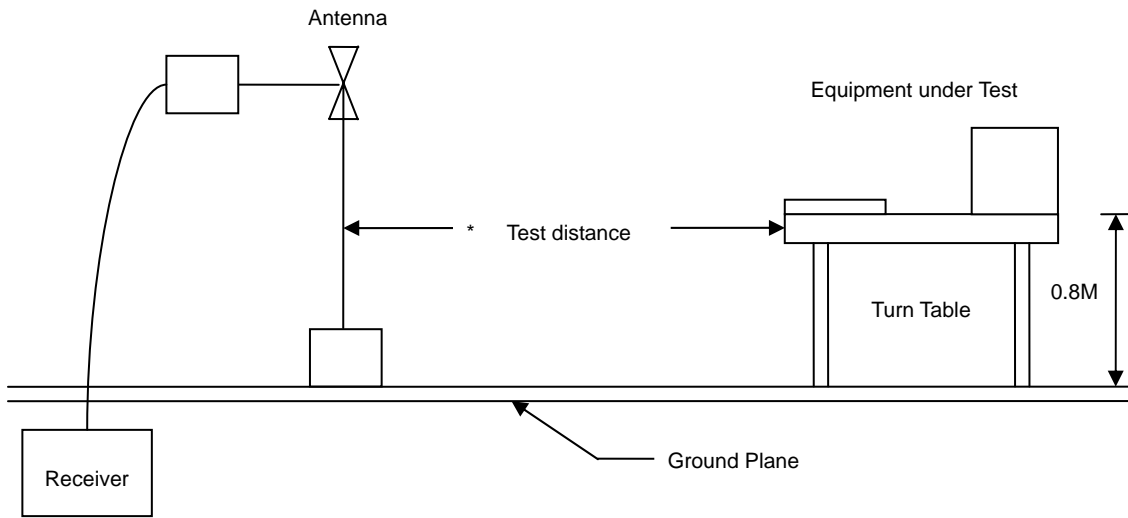 Antenna
Equipment under Test
* Test distance
0.8M
Turn Table
Ground Plane
Receiver